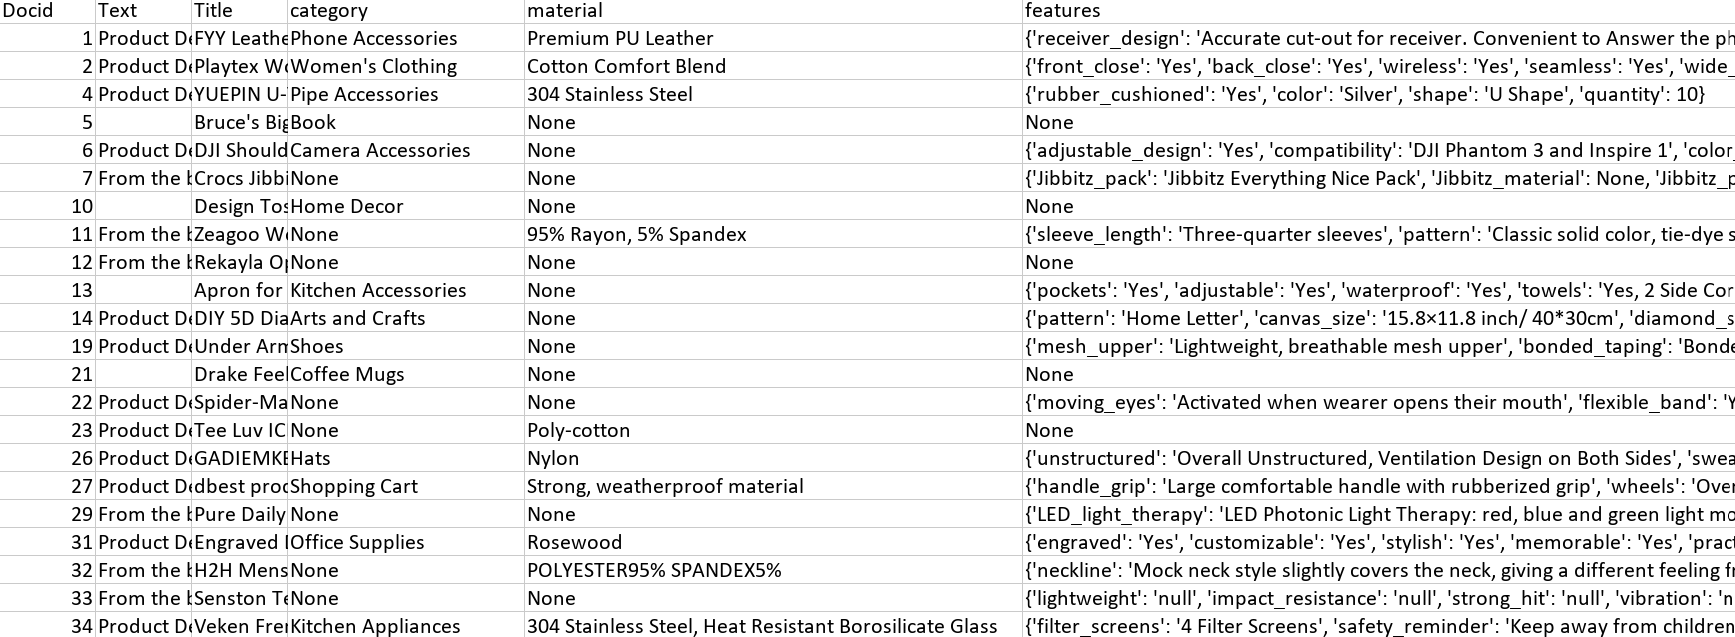 Docid Text Title category material features
1 Product De FYY Leathe Phone Accessories Premium PU Leather {'receiver_design': 'Accurate cut-out for receiver. Convenient to Answer the ph
2 Product De Playtex Wo Women's Clothing Cotton Comfort Blend {'front_close': 'Yes', 'back_close': 'Yes', 'wireless': 'Yes', 'seamless': 'Yes', 'wide_
4 Product De YUEPIN U- Pipe Accessories 304 Stainless Steel {'rubber_cushioned': 'Yes', 'color': 'Silver', 'shape': 'U Shape', 'quantity': 10}
5 Bruce's Big Book None None
6 Product De DJI Should Camera Accessories None {'adjustable_design': 'Yes', 'compatibility': 'DJI Phantom 3 and Inspire 1', 'color_
7 From the b Crocs Jibbi None None {'Jibbitz_pack': 'Jibbitz Everything Nice Pack', 'Jibbitz_material': None, 'Jibbitz_p
10 Design Tos Home Decor None None
11 From the b Zeagoo Wo None 95% Rayon, 5% Spandex {'sleeve_length': 'Three-quarter sleeves', 'pattern': 'Classic solid color, tie-dye s
12 From the b Rekayla Op None None None
13 Apron for Kitchen Accessories None {'pockets': 'Yes', 'adjustable': 'Yes', 'waterproof': 'Yes', 'towels': 'Yes, 2 Side Cor
14 Product De DIY 5D Dia Arts and Crafts None {'pattern': 'Home Letter', 'canvas_size': '15.8×11.8 inch/ 40*30cm', 'diamond_s
19 Product De Under Arm Shoes None {'mesh_upper': 'Lightweight, breathable mesh upper', 'bonded_taping': 'Bonde
21 Drake Feel Coffee Mugs None None
22 Product De Spider-Ma None None {'moving_eyes': 'Activated when wearer opens their mouth', 'flexible_band': 'Y
23 Product De Tee Luv IC None Poly-cotton None
26 Product De GADIEMKE Hats Nylon {'unstructured': 'Overall Unstructured, Ventilation Design on Both Sides', 'swea
27 Product De dbest prod Shopping Cart Strong, weatherproof material {'handle_grip': 'Large comfortable handle with rubberized grip', 'wheels': 'Over
29 From the b Pure Daily None None {'LED_light_therapy': 'LED Photonic Light Therapy: red, blue and green light mo
31 Product De Engraved Office Supplies Rosewood {'engraved': 'Yes', 'customizable': 'Yes', 'stylish': 'Yes', 'memorable': 'Yes', 'pract
32 From the b H2H Mens None POLYESTER95% SPANDEX5% {'neckline': 'Mock neck style slightly covers the neck, giving a different feeling fr
33 From the b Senston Te None None {'lightweight': 'null', 'impact_resistance': 'null', 'strong_hit': 'null', 'vibration': 'n
34 Product De Veken Fren Kitchen Appliances 304 Stainless Steel, Heat Resistant Borosilicate Glass {'filter_screens': '4 Filter Screens', 'safety_reminder': 'Keep away from children